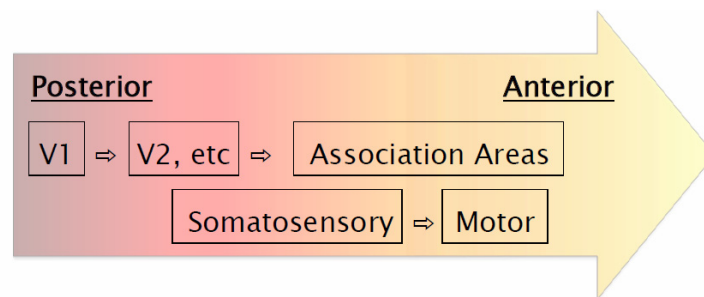 Posterior Anterior
V1 ⇨ V2, etc ⇨ Association Areas
Somatosensory ⇨ Motor